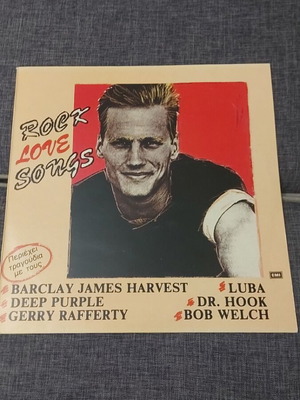 ROCK
LOVE
SONGS
Περιέχει
τραγούδια
με τους
EMI
BARCLAY JAMES HARVEST
LUBA
DEEP PURPLE
DR. HOOK
GERRY RAFFERTY
BOB WELCH